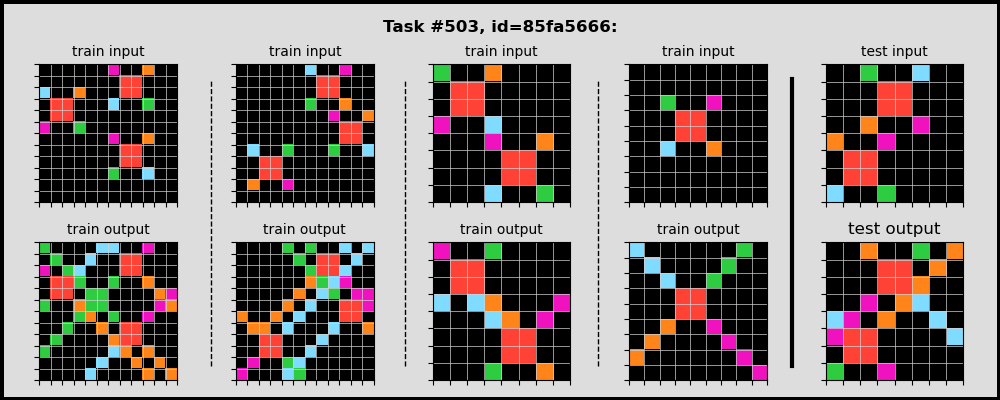 Task #503, id=85fa5666:
train input train input train input train input test input
train output train output train output train output test output